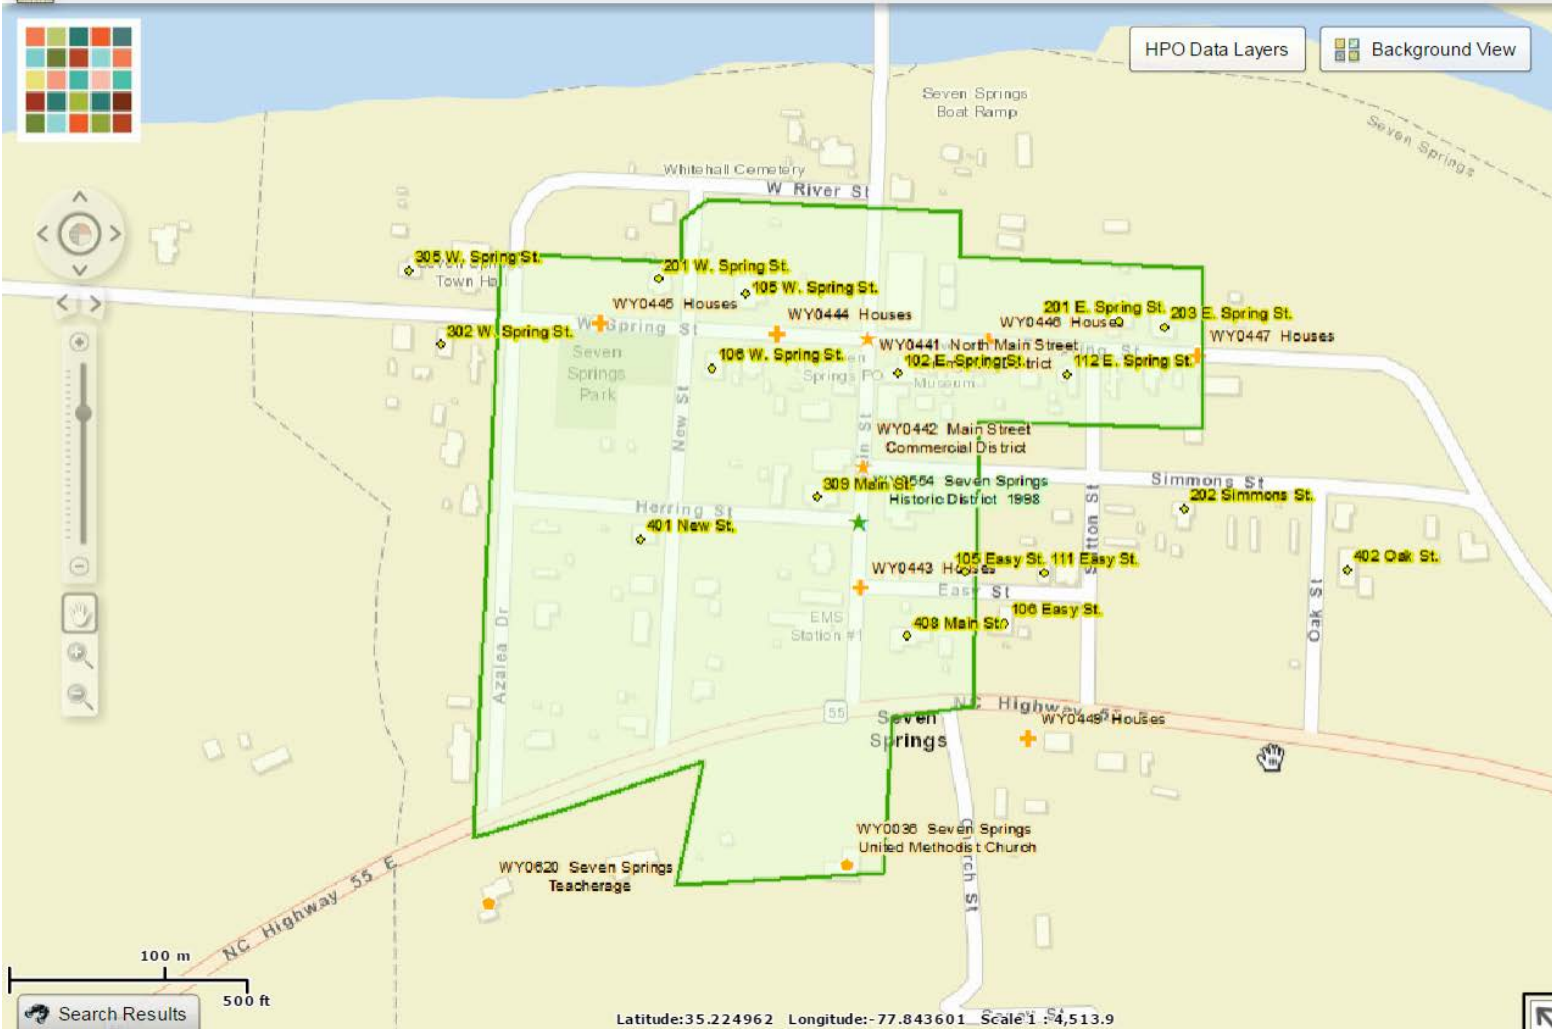 HPO Data Layers
Background View
Seven Springs
Boat Ramp
Seven Springs
Whitehall Cemetery
W River St
305 W. Spring St.
Town Hall
201 W. Spring St.
105 W. Spring St.
WY0445 Houses
WY0444 Houses
201 E. Spring St.
203 E. Spring St.
WY0446 Houses
WY0447 Houses
302 W. Spring St.
W Spring St
WY0441 North Main Street
106 W. Spring St.
102 E. Spring St.
112 E. Spring St.
Seven
Springs
Park
Springs PO
Museum
New St
WY0442 Main Street
Commercial District
309 Main St.
Seven Springs
Historic District 1998
Simmons St
202 Simmons St.
Herring St
401 New St.
WY0443 Houses
105 Easy St.
111 Easy St.
402 Oak St.
Easy St
106 Easy St.
408 Main St.
EMS
Station #1
Azalea Dr
Oak St
55
Seven
Springs
NC Highway 55
WY0449 Houses
WY0036 Seven Springs
United Methodist Church
WY0620 Seven Springs
Teacherage
Church St
NC Highway 55 E
100 m
500 ft
Search Results
Latitude:35.224962 Longitude:-77.843601 Scale 1 : 4,513.9